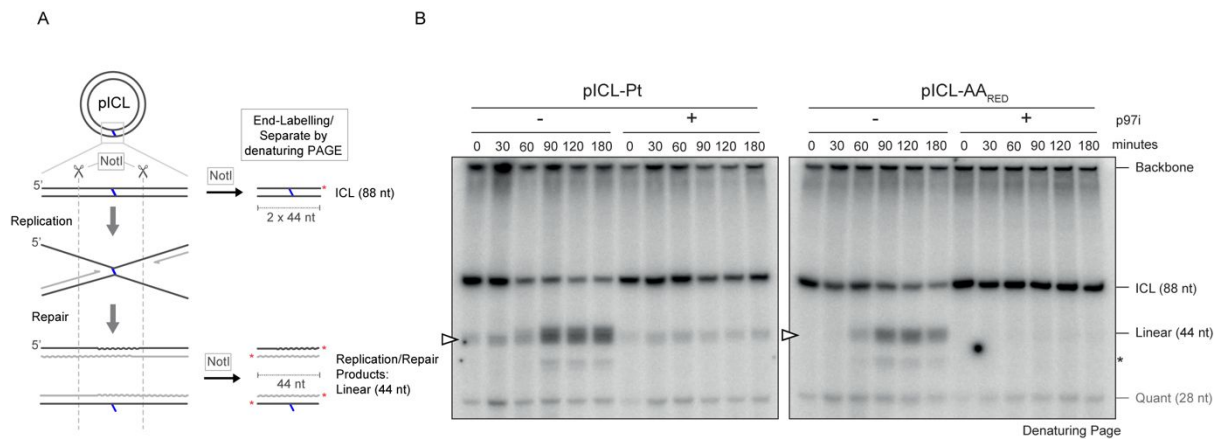 A
pICL
NotI
5'
NotI
End-Labelling/
Separate by
denaturing PAGE
*
ICL (88 nt)
2 x 44 nt
Replication
5'
Repair
5'
NotI
*
*
44 nt
*
*
Replication/Repair
Products:
Linear (44 nt)
B
pICL-Pt
pICL-AARED
- + - + p97i
0 30 60 90 120 180 0 30 60 90 120 180 0 30 60 90 120 180 0 30 60 90 120 180 minutes
Backbone
ICL (88 nt)
Linear (44 nt)
*
Quant (28 nt)
Denaturing Page